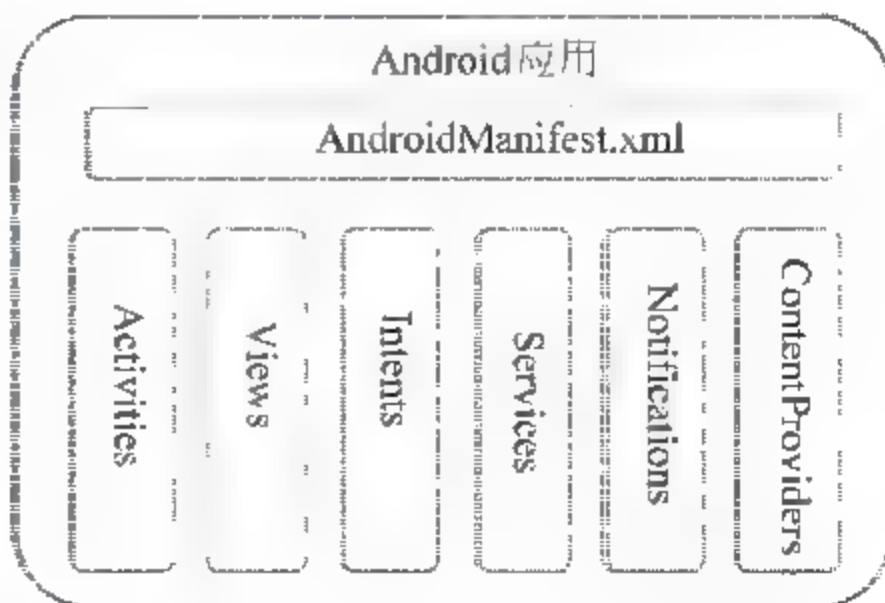 Android应用
AndroidManifest.xml
Activities
Views
Intents
Services
Notifications
ContentProviders